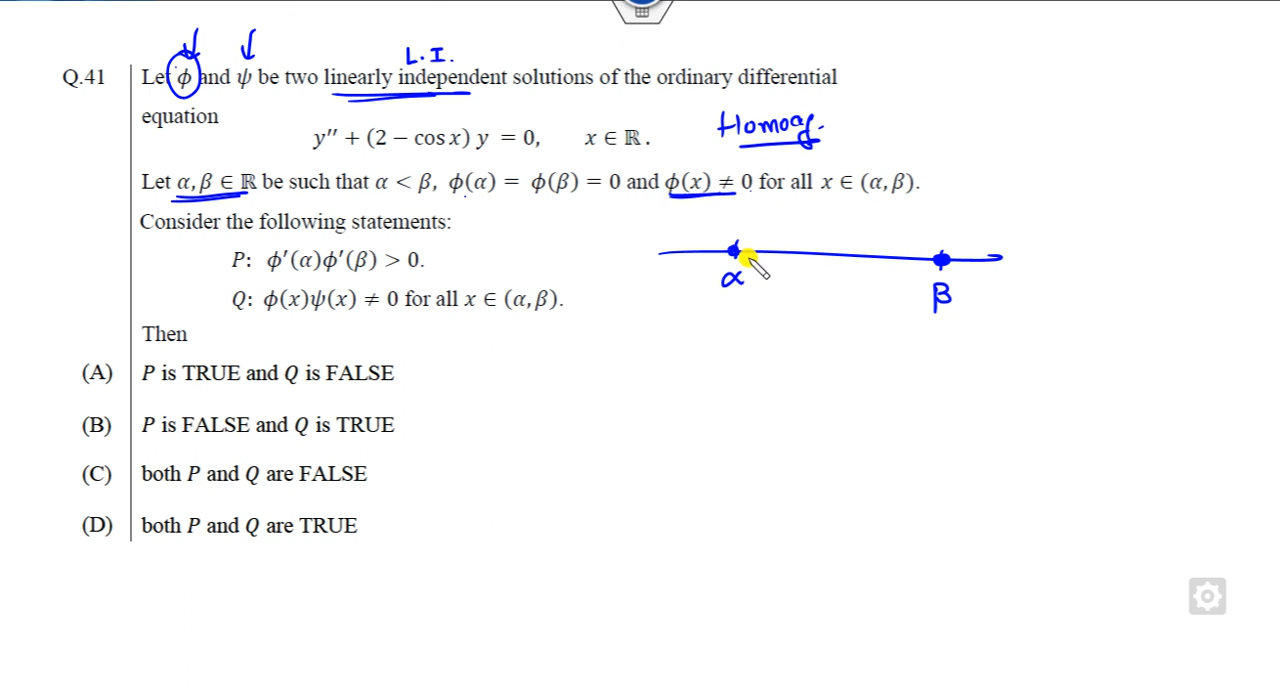 L.I.
Q.41 Let ϕ and ψ be two linearly independent solutions of the ordinary differential
equation
y″ + (2 − cos x) y = 0, x ∈ ℝ.
Homog.
Let α, β ∈ ℝ be such that α < β, ϕ(α) = ϕ(β) = 0 and ϕ(x) ≠ 0 for all x ∈ (α, β).
Consider the following statements:
P: ϕ′(α)ϕ′(β) > 0.
α
β
Q: ϕ(x)ψ(x) ≠ 0 for all x ∈ (α, β).
Then
(A) P is TRUE and Q is FALSE
(B) P is FALSE and Q is TRUE
(C) both P and Q are FALSE
(D) both P and Q are TRUE